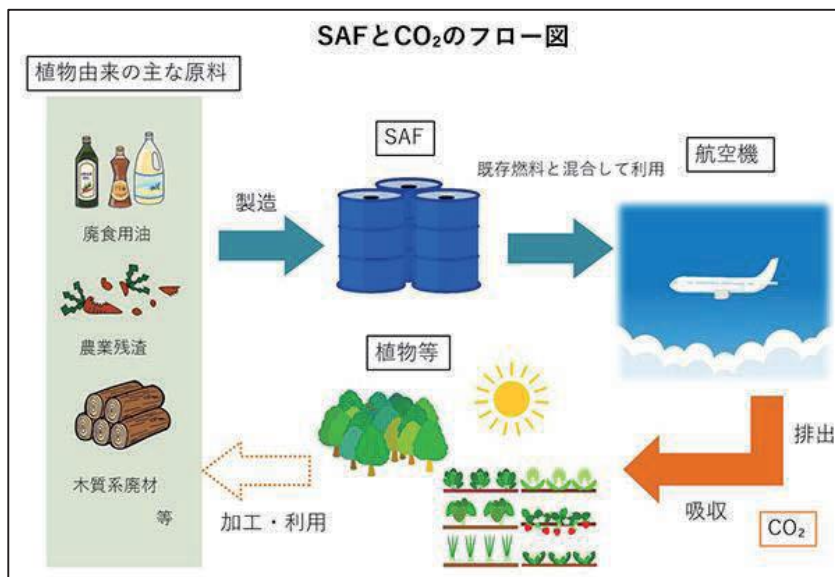 SAFとCO₂のフロー図
植物由来の主な原料
廃食用油
農業残渣
木質系廃材
等
製造
SAF
既存燃料と混合して利用
航空機
排出
CO₂
吸収
植物等
加工・利用